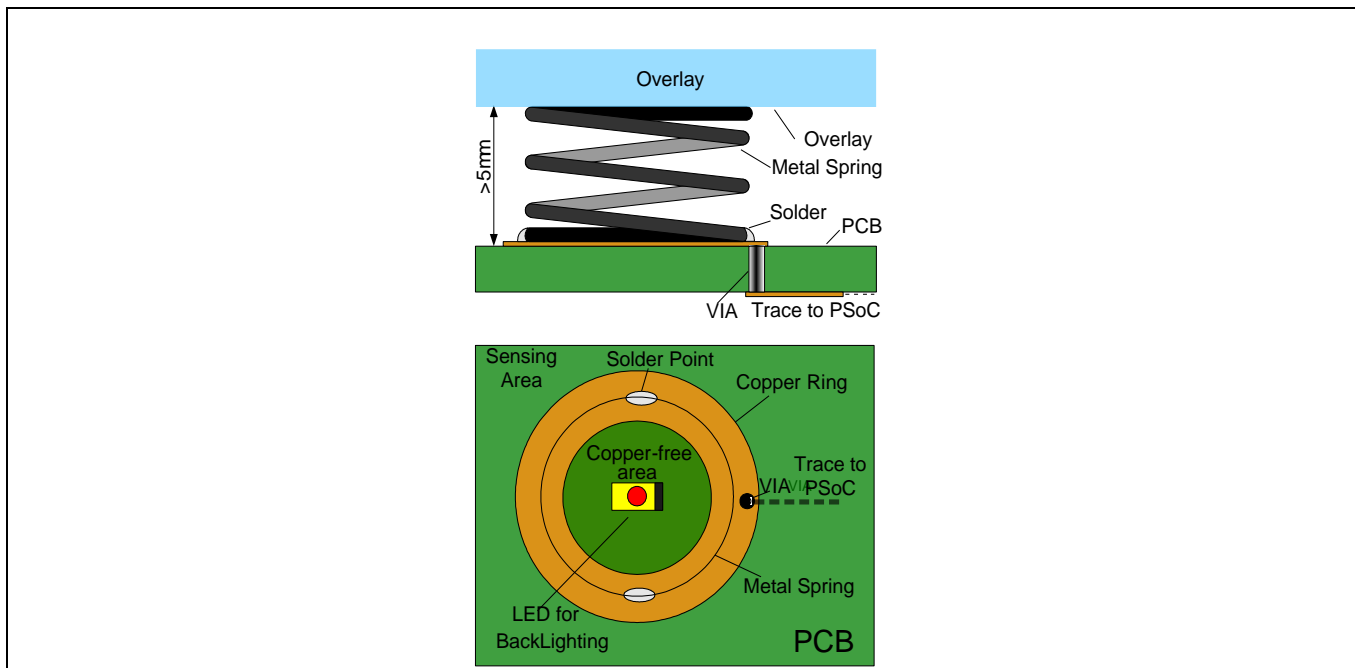 Overlay
Overlay
Metal Spring
>5mm
Solder
PCB
VIA
Trace to PSoC
Sensing
Area
Solder Point
Copper Ring
Copper-free
area
Trace to
VIA
VIA
PSoC
Metal Spring
LED for
BackLighting
PCB